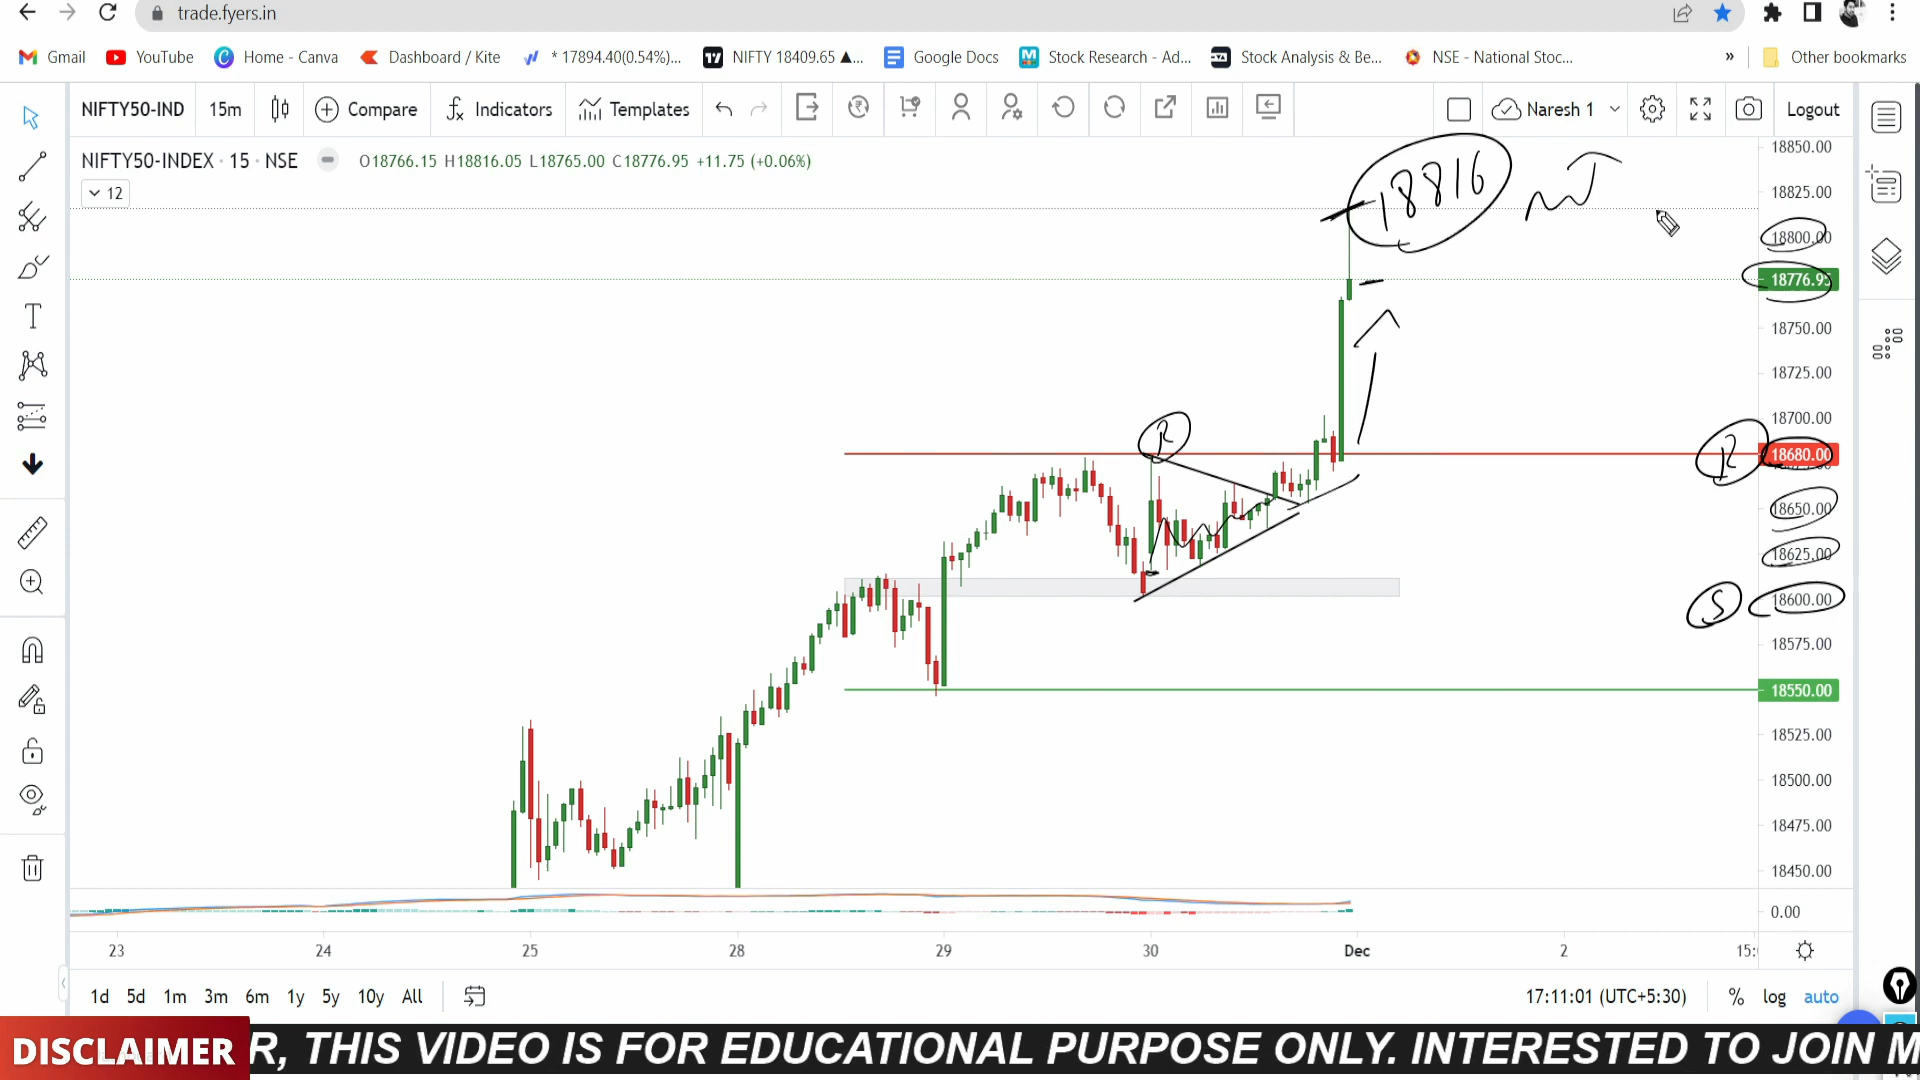 trade.fyers.in
Gmail YouTube Home - Canva Dashboard / Kite * 17894.40(0.54%)... NIFTY 18409.65 ▲... Google Docs Stock Research - Ad... Stock Analysis & Be... NSE - National Stoc... » Other bookmarks
NIFTY50-IND 15m Compare Indicators Templates Naresh 1 Logout
NIFTY50-INDEX · 15 · NSE O18766.15 H18816.05 L18765.00 C18776.95 +11.75 (+0.06%)
12
18850.00
18825.00
18816
18800.00
18776.95
18750.00
18725.00
18700.00
R
R 18680.00
18650.00
18625.00
S 18600.00
18575.00
18550.00
18525.00
18500.00
18475.00
18450.00
0.00
23 24 25 28 29 30 Dec 2 15:
1d 5d 1m 3m 6m 1y 5y 10y All 17:11:01 (UTC+5:30) % log auto
DISCLAIMER R, THIS VIDEO IS FOR EDUCATIONAL PURPOSE ONLY. INTERESTED TO JOIN M